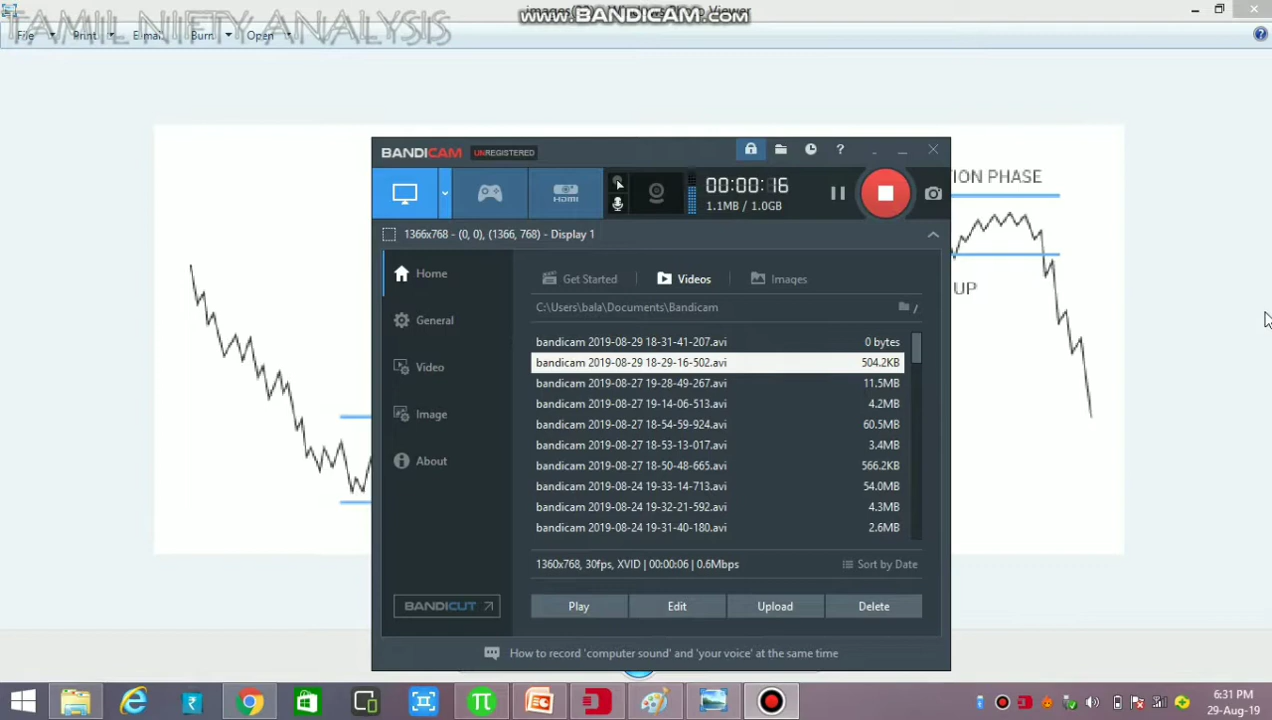 www.BANDICAM.com
TAMIL NIFTY ANALYSIS
File Print E-mail Burn Open
BANDICAM UNREGISTERED
HDMI
00:00:16
1.1MB / 1.0GB
1366x768 - (0, 0), (1366, 768) - Display 1
Home
General
Video
Image
About
Get Started
Videos
Images
C:\Users\bala\Documents\Bandicam
bandicam 2019-08-29 18-31-41-207.avi 0 bytes
bandicam 2019-08-29 18-29-16-502.avi 504.2KB
bandicam 2019-08-27 19-28-49-267.avi 11.5MB
bandicam 2019-08-27 19-14-06-513.avi 4.2MB
bandicam 2019-08-27 18-54-59-924.avi 60.5MB
bandicam 2019-08-27 18-53-13-017.avi 3.4MB
bandicam 2019-08-27 18-50-48-665.avi 566.2KB
bandicam 2019-08-24 19-33-14-713.avi 54.0MB
bandicam 2019-08-24 19-32-21-592.avi 4.3MB
bandicam 2019-08-24 19-31-40-180.avi 2.6MB
1360x768, 30fps, XVID | 00:00:06 | 0.6Mbps
Sort by Date
BANDICUT
Play Edit Upload Delete
How to record 'computer sound' and 'your voice' at the same time
PHASE
UP
6:31 PM
29-Aug-19